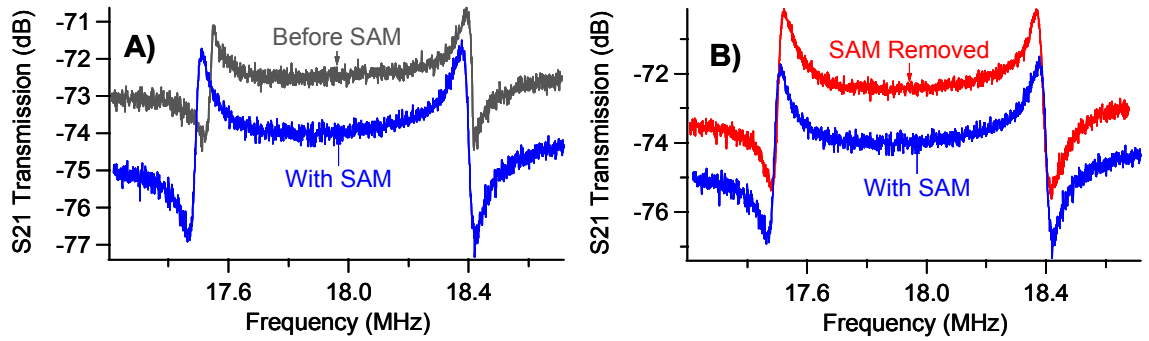 A)
S21 Transmission (dB)
-71
-72
-73
-74
-75
-76
-77
Before SAM
With SAM
17.6
18.0
18.4
Frequency (MHz)
B)
S21 Transmission (dB)
-72
-74
-76
SAM Removed
With SAM
17.6
18.0
18.4
Frequency (MHz)